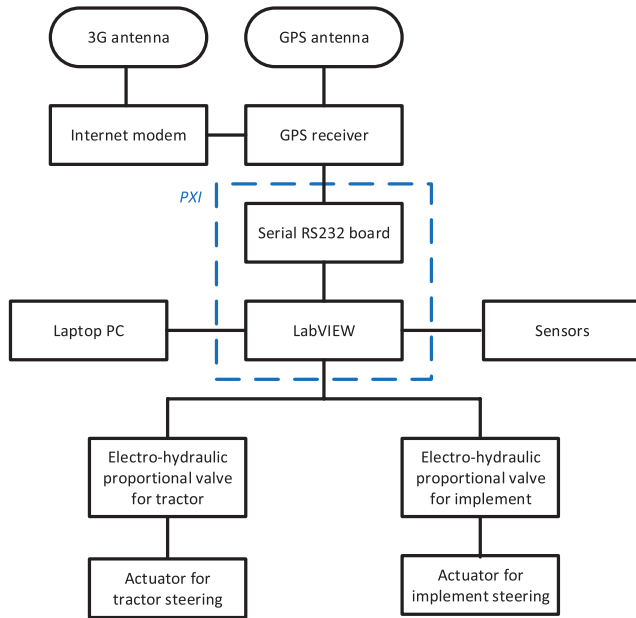 3G antenna
GPS antenna
Internet modem
GPS receiver
PXI
Serial RS232 board
Laptop PC
LabVIEW
Sensors
Electro-hydraulic
proportional valve
for tractor
Electro-hydraulic
proportional valve
for implement
Actuator for
tractor steering
Actuator for
implement steering